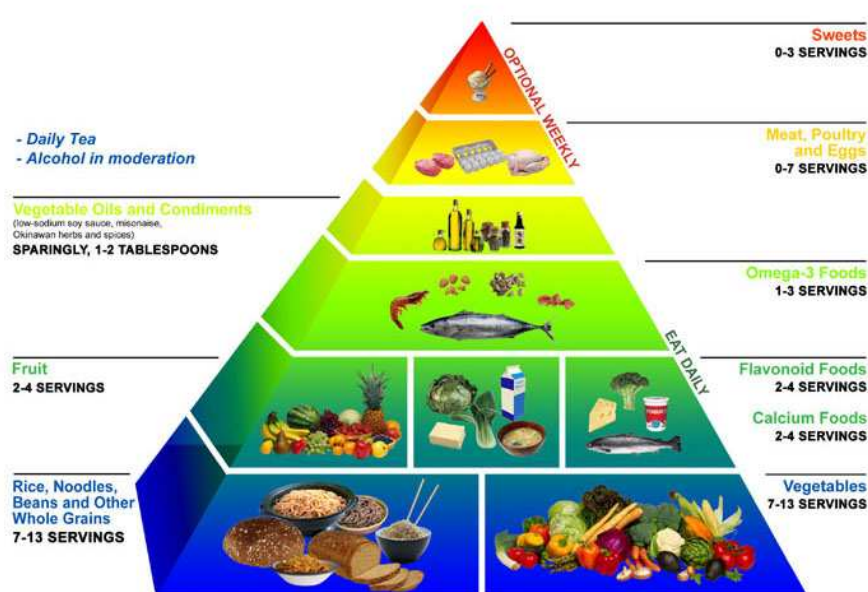 Sweets
0-3 SERVINGS
OPTIONAL WEEKLY
- Daily Tea
- Alcohol in moderation
Meat, Poultry
and Eggs
0-7 SERVINGS
Vegetable Oils and Condiments
(low-sodium soy sauce, misonaise,
Okinawan herbs and spices)
SPARINGLY, 1-2 TABLESPOONS
Omega-3 Foods
1-3 SERVINGS
EAT DAILY
Fruit
2-4 SERVINGS
Flavonoid Foods
2-4 SERVINGS
Calcium Foods
2-4 SERVINGS
Rice, Noodles,
Beans and Other
Whole Grains
7-13 SERVINGS
Vegetables
7-13 SERVINGS